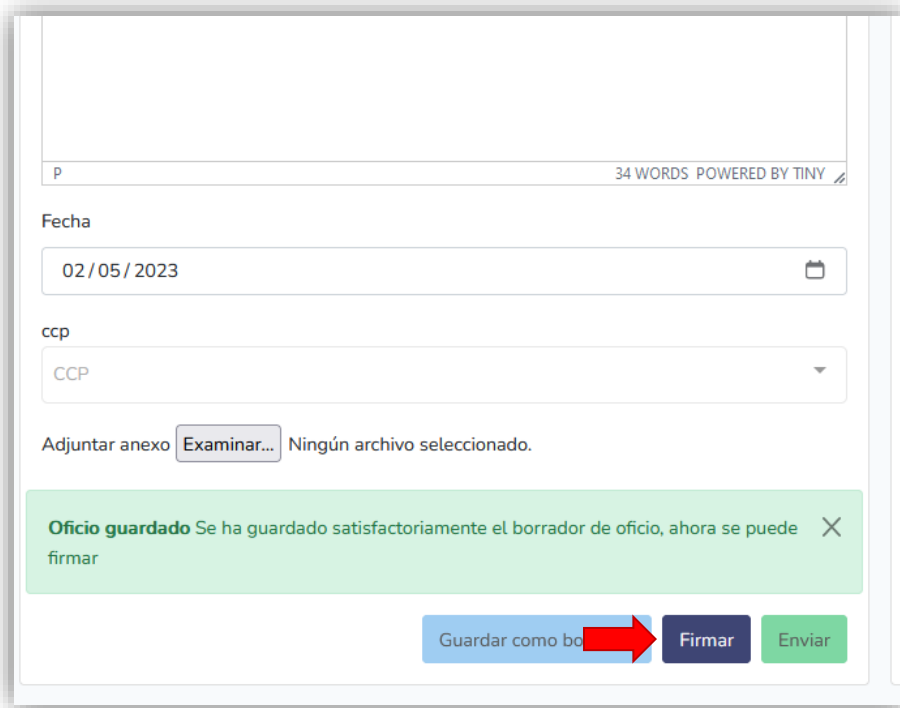 P 34 WORDS POWERED BY TINY
Fecha
02/05/2023
ccp
CCP
Adjuntar anexo Examinar... Ningún archivo seleccionado.
Oficio guardado Se ha guardado satisfactoriamente el borrador de oficio, ahora se puede
firmar
Guardar como Firmar Enviar